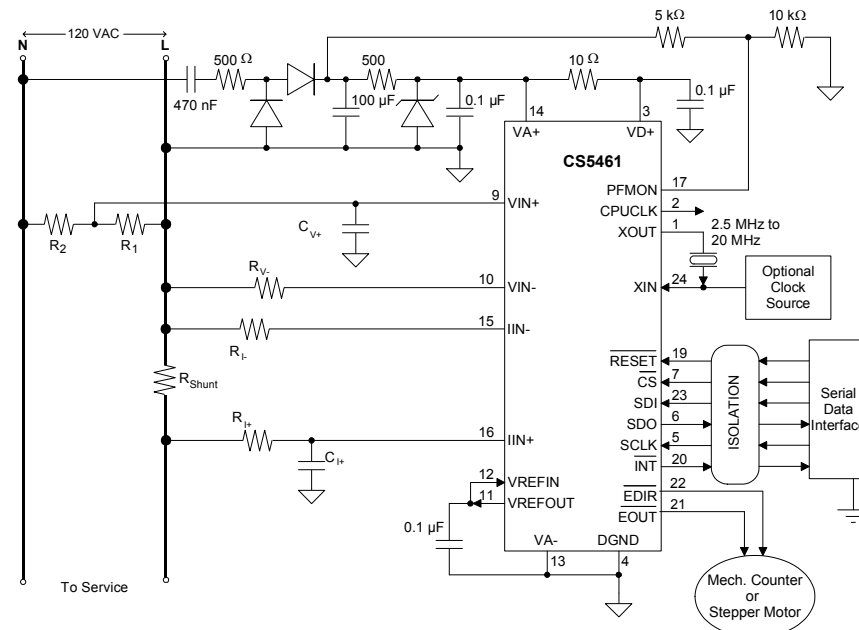 5 kΩ
10 kΩ
120 VAC
N
L
500 Ω
500
10 Ω
470 nF
100 µF
0.1 µF
0.1 µF
14
3
VA+
VD+
CS5461
9
VIN+
PFMON
17
CPUCLK
2
XOUT
1
2.5 MHz to
20 MHz
R2
R1
CV+
RV-
10
VIN-
XIN
24
Optional
Clock
Source
15
IIN-
RI-
RShunt
RESET
19
CS
7
SDI
23
SDO
6
SCLK
5
INT
20
ISOLATION
Serial
Data
Interface
RI+
16
IIN+
CI+
12
VREFIN
11
VREFOUT
EDIR
22
EOUT
21
0.1 µF
VA-
DGND
13
4
To Service
Mech. Counter
or
Stepper Motor